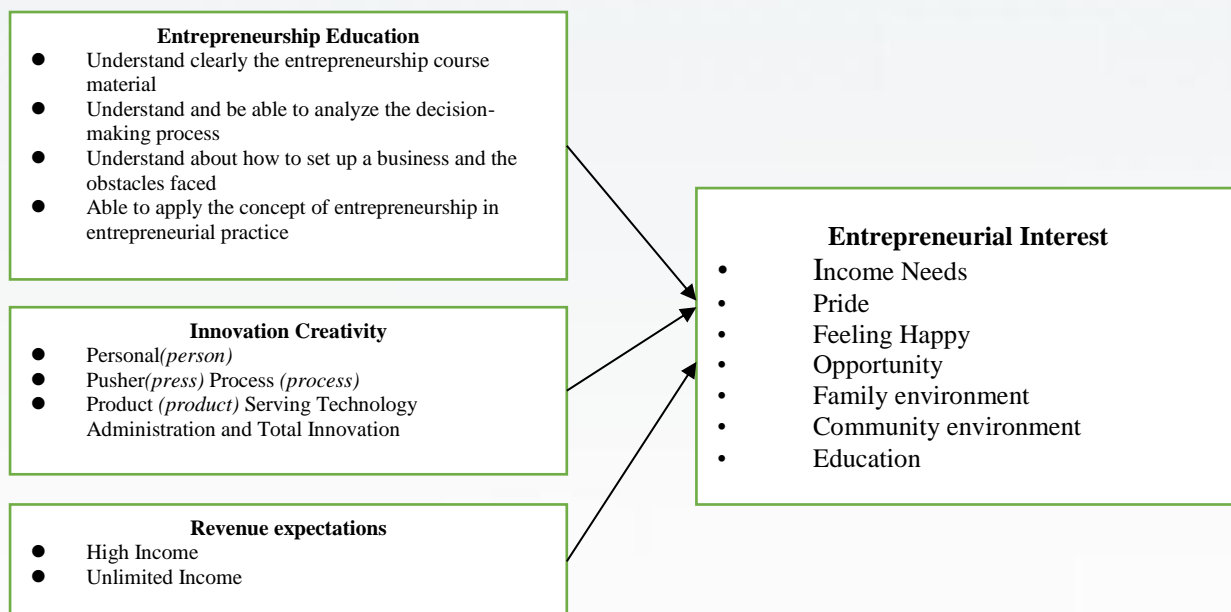 Entrepreneurship Education
● Understand clearly the entrepreneurship course
material
● Understand and be able to analyze the decision-
making process
● Understand about how to set up a business and the
obstacles faced
● Able to apply the concept of entrepreneurship in
entrepreneurial practice
Innovation Creativity
● Personal(person)
● Pusher(press) Process (process)
● Product (product) Serving Technology
Administration and Total Innovation
Revenue expectations
● High Income
● Unlimited Income
Entrepreneurial Interest
• Income Needs
• Pride
• Feeling Happy
• Opportunity
• Family environment
• Community environment
• Education